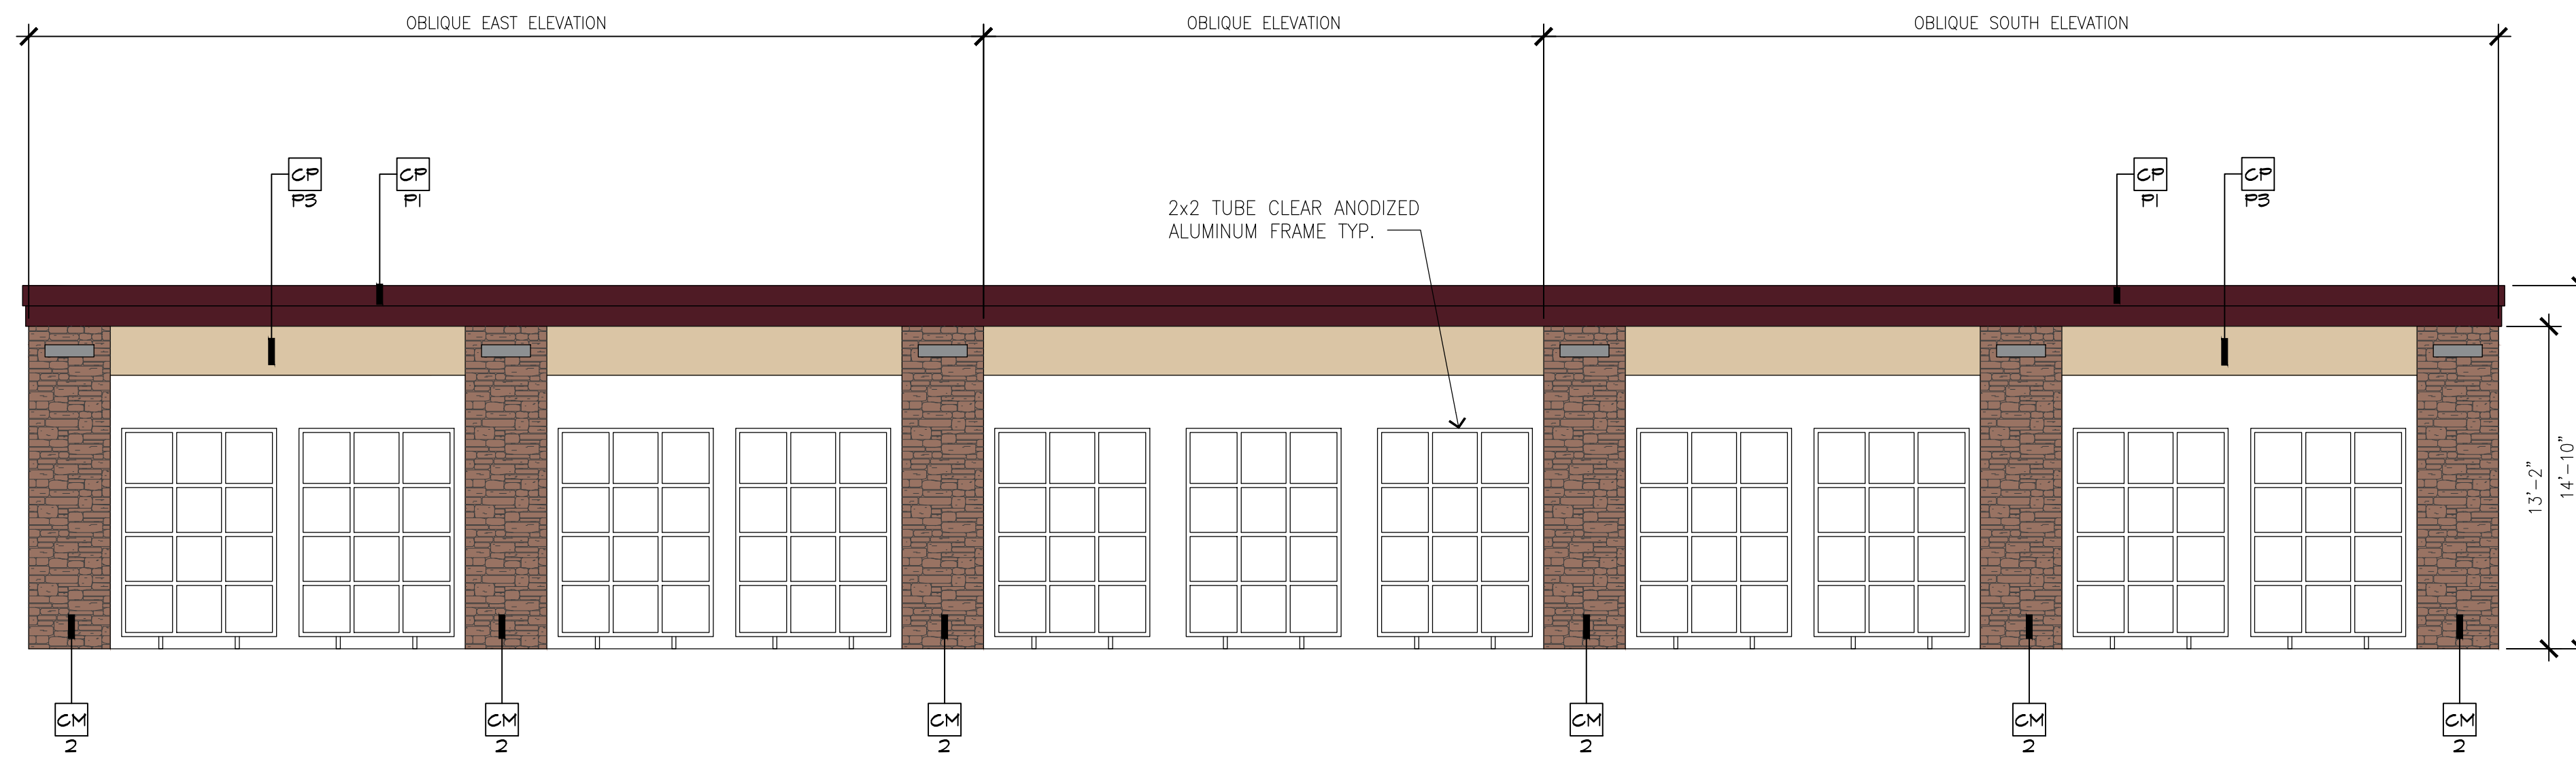 OBLIQUE EAST ELEVATION
OBLIQUE ELEVATION
OBLIQUE SOUTH ELEVATION
CP
P3
CP
P1
CP
P1
CP
P3
2x2 TUBE CLEAR ANODIZED
ALUMINUM FRAME TYP.
13'-2"
14'-10"
CM
2
CM
2
CM
2
CM
2
CM
2
CM
2